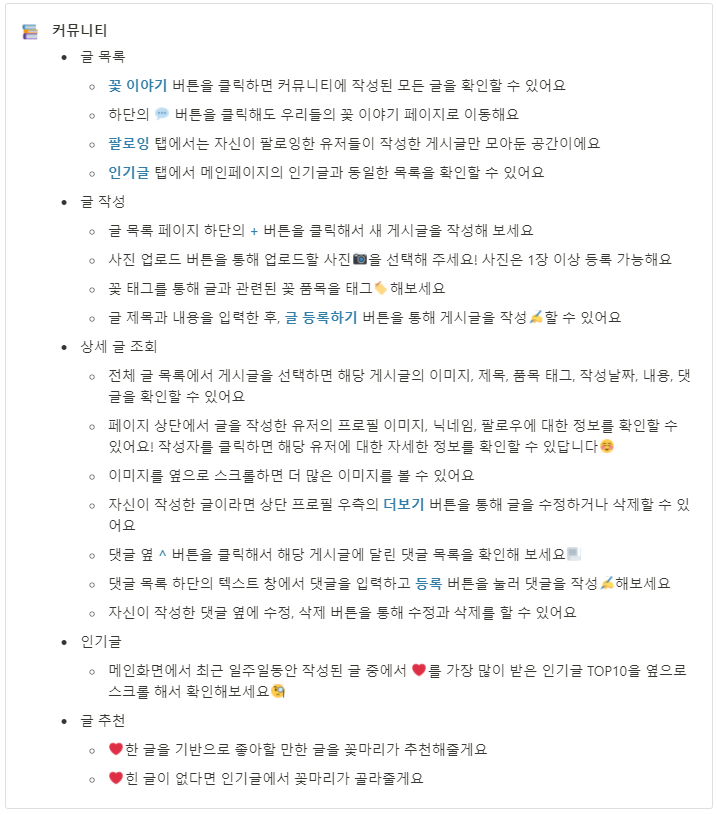 📚 커뮤니티
• 글 목록
◦ 꽃 이야기 버튼을 클릭하면 커뮤니티에 작성된 모든 글을 확인할 수 있어요
◦ 하단의 💬 버튼을 클릭해도 우리들의 꽃 이야기 페이지로 이동해요
◦ 팔로잉 탭에서는 자신이 팔로잉한 유저들이 작성한 게시글만 모아둔 공간이에요
◦ 인기글 탭에서 메인페이지의 인기글과 동일한 목록을 확인할 수 있어요
• 글 작성
◦ 글 목록 페이지 하단의 + 버튼을 클릭해서 새 게시글을 작성해 보세요
◦ 사진 업로드 버튼을 통해 업로드할 사진📷을 선택해 주세요! 사진은 1장 이상 등록 가능해요
◦ 꽃 태그를 통해 글과 관련된 꽃 품목을 태그🏷️해보세요
◦ 글 제목과 내용을 입력한 후, 글 등록하기 버튼을 통해 게시글을 작성✍️할 수 있어요
• 상세 글 조회
◦ 전체 글 목록에서 게시글을 선택하면 해당 게시글의 이미지, 제목, 품목 태그, 작성날짜, 내용, 댓
글을 확인할 수 있어요
◦ 페이지 상단에서 글을 작성한 유저의 프로필 이미지, 닉네임, 팔로우에 대한 정보를 확인할 수
있어요! 작성자를 클릭하면 해당 유저에 대한 자세한 정보를 확인할 수 있답니다☺️
◦ 이미지를 옆으로 스크롤하면 더 많은 이미지를 볼 수 있어요
◦ 자신이 작성한 글이라면 상단 프로필 우측의 더보기 버튼을 통해 글을 수정하거나 삭제할 수 있
어요
◦ 댓글 옆 ^ 버튼을 클릭해서 해당 게시글에 달린 댓글 목록을 확인해 보세요📃
◦ 댓글 목록 하단의 텍스트 창에서 댓글을 입력하고 등록 버튼을 눌러 댓글을 작성✍️해보세요
◦ 자신이 작성한 댓글 옆에 수정, 삭제 버튼을 통해 수정과 삭제를 할 수 있어요
• 인기글
◦ 메인화면에서 최근 일주일동안 작성된 글 중에서 ❤️를 가장 많이 받은 인기글 TOP10을 옆으로
스크롤 해서 확인해보세요🧐
• 글 추천
◦ ❤️한 글을 기반으로 좋아할 만한 글을 꽃마리가 추천해줄게요
◦ ❤️힌 글이 없다면 인기글에서 꽃마리가 골라줄게요